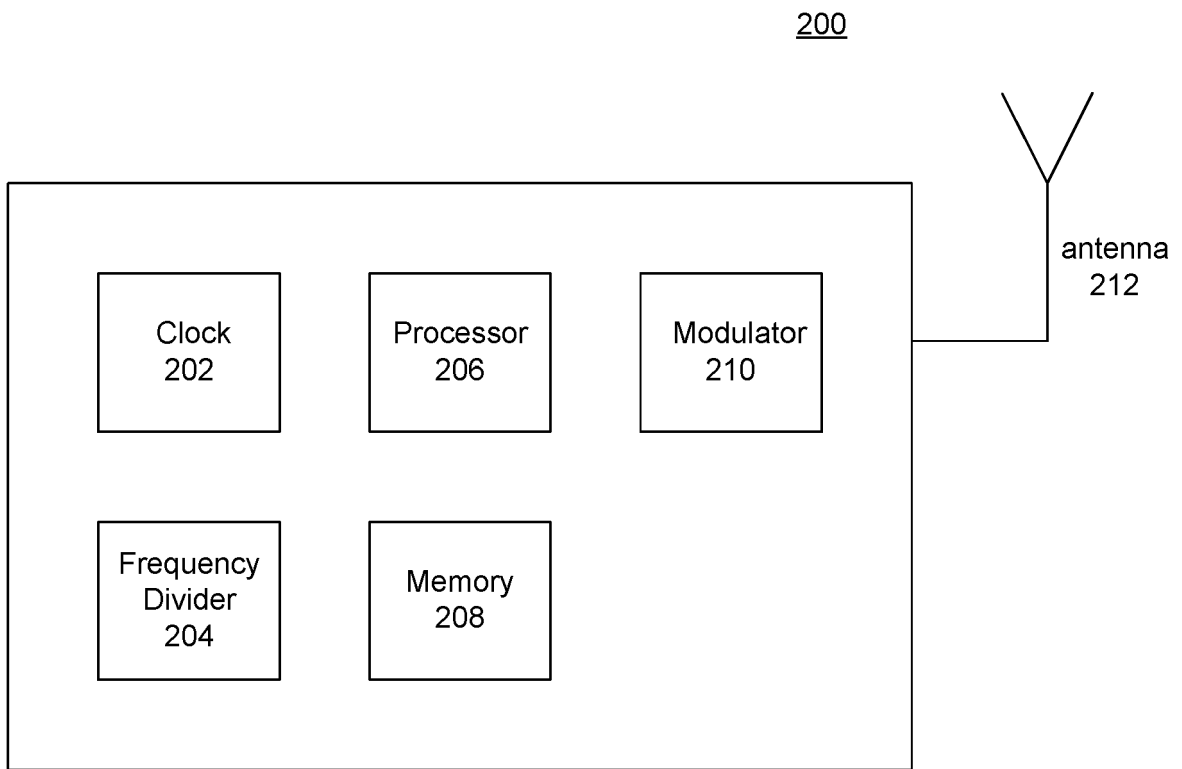 200
antenna
212
Clock
202
Processor
206
Modulator
210
Frequency
Divider
204
Memory
208